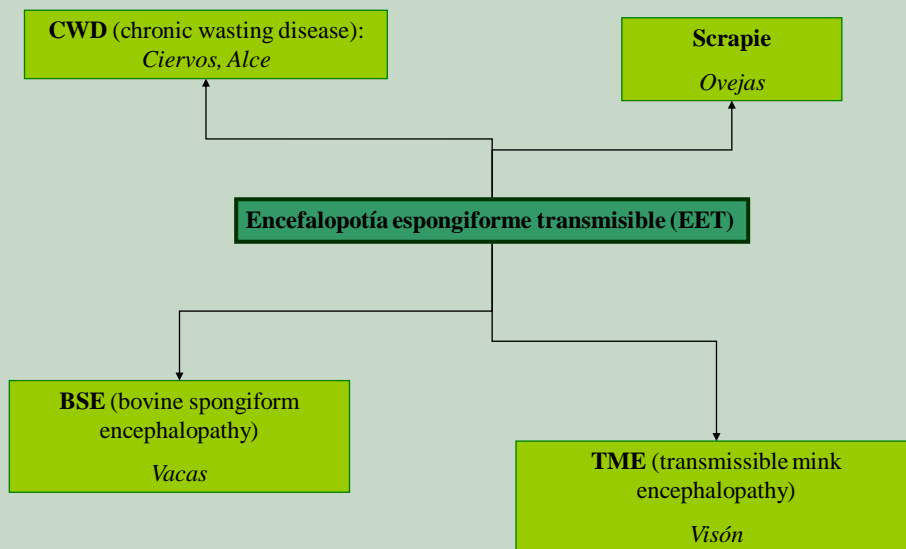 CWD (chronic wasting disease):
Ciervos, Alce
Scrapie
Ovejas
Encefalopotía espongiforme transmisible (EET)
BSE (bovine spongiform
encephalopathy)
Vacas
TME (transmissible mink
encephalopathy)
Visón